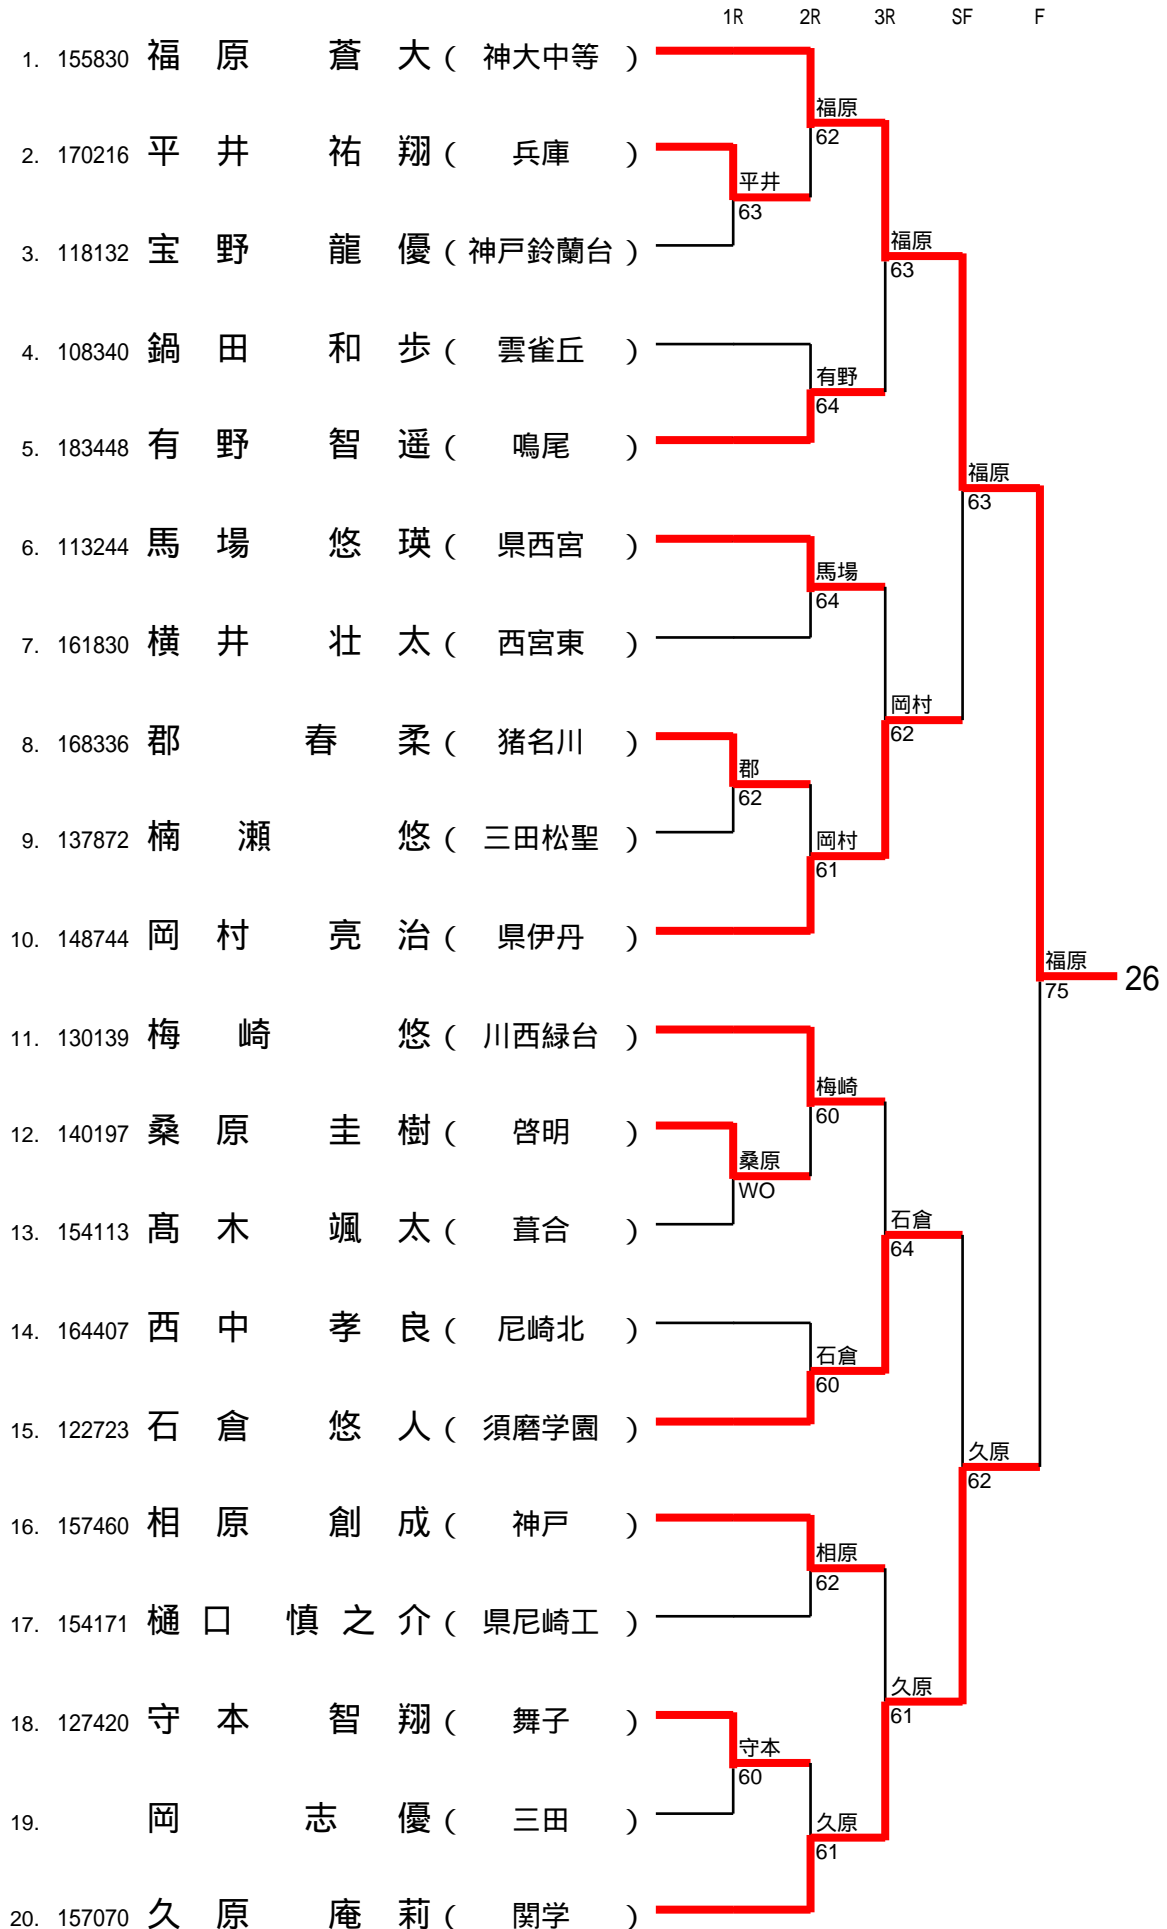 1R 2R 3R SF F
1. 155830 福原 蒼大 ( 神大中等 )
福原
62
2. 170216 平井 祐翔 ( 兵庫 )
平井
63
3. 118132 宝野 龍優 ( 神戸鈴蘭台 )
福原
63
4. 108340 鍋田 和歩 ( 雲雀丘 )
有野
64
5. 183448 有野 智遥 ( 鳴尾 )
福原
63
6. 113244 馬場 悠瑛 ( 県西宮 )
馬場
64
7. 161830 横井 壮太 ( 西宮東 )
岡村
62
8. 168336 郡 春柔 ( 猪名川 )
郡
62
9. 137872 楠瀬 悠 ( 三田松聖 )
岡村
61
10. 148744 岡村 亮治 ( 県伊丹 )
福原
75
26
11. 130139 梅崎 悠 ( 川西緑台 )
梅崎
60
12. 140197 桑原 圭樹 ( 啓明 )
桑原
WO
13. 154113 髙木 颯太 ( 葺合 )
石倉
64
14. 164407 西中 孝良 ( 尼崎北 )
石倉
60
15. 122723 石倉 悠人 ( 須磨学園 )
久原
62
16. 157460 相原 創成 ( 神戸 )
相原
62
17. 154171 樋口 慎之介 ( 県尼崎工 )
久原
61
18. 127420 守本 智翔 ( 舞子 )
守本
60
19. 岡 志優 ( 三田 )
久原
61
20. 157070 久原 庵莉 ( 関学 )